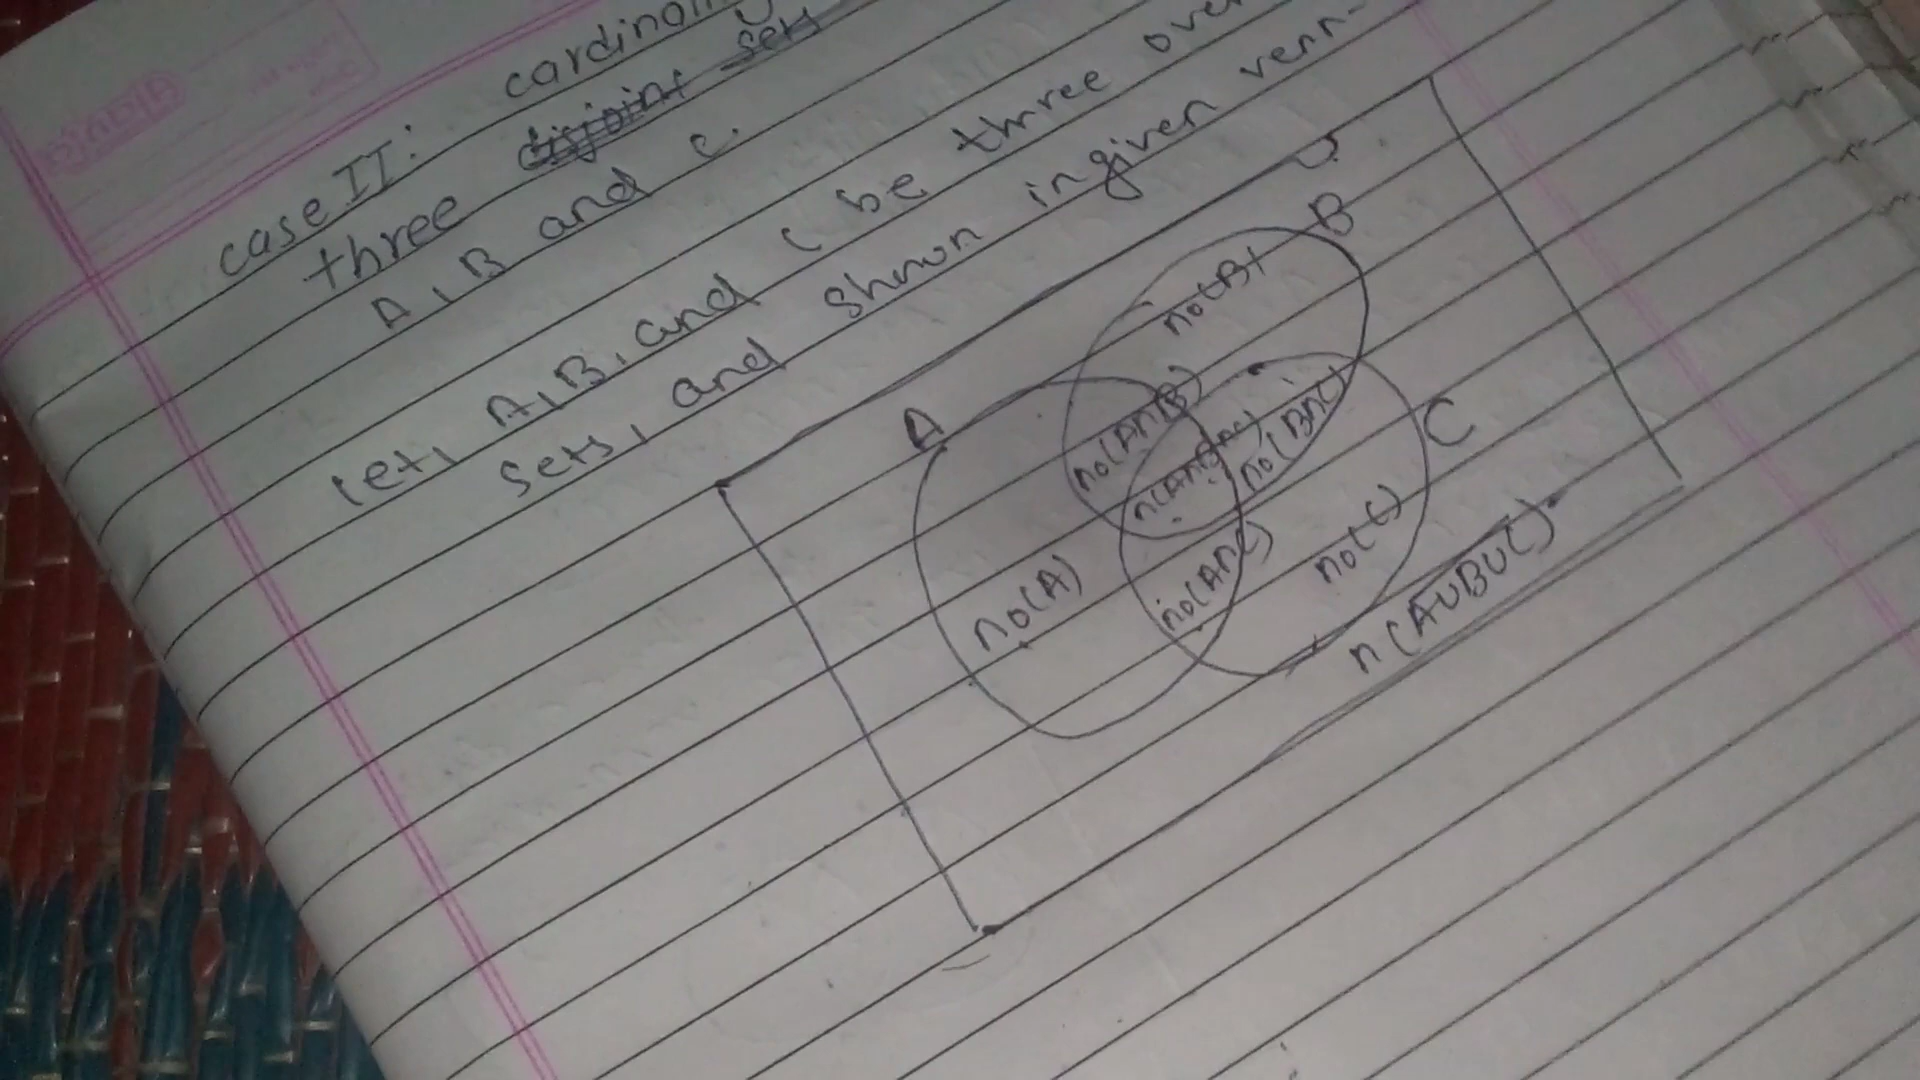 case II: cardinali
three disjoint sets
A, B and C.
let, A, B, and C be three over
sets, and shown in given venn-
U
B
no(B)
A
no(A∩B)
n(A∩B∩C)
no(B∩C)
C
no(A)
no(A∩C)
no(C)
n(A∪B∪C)